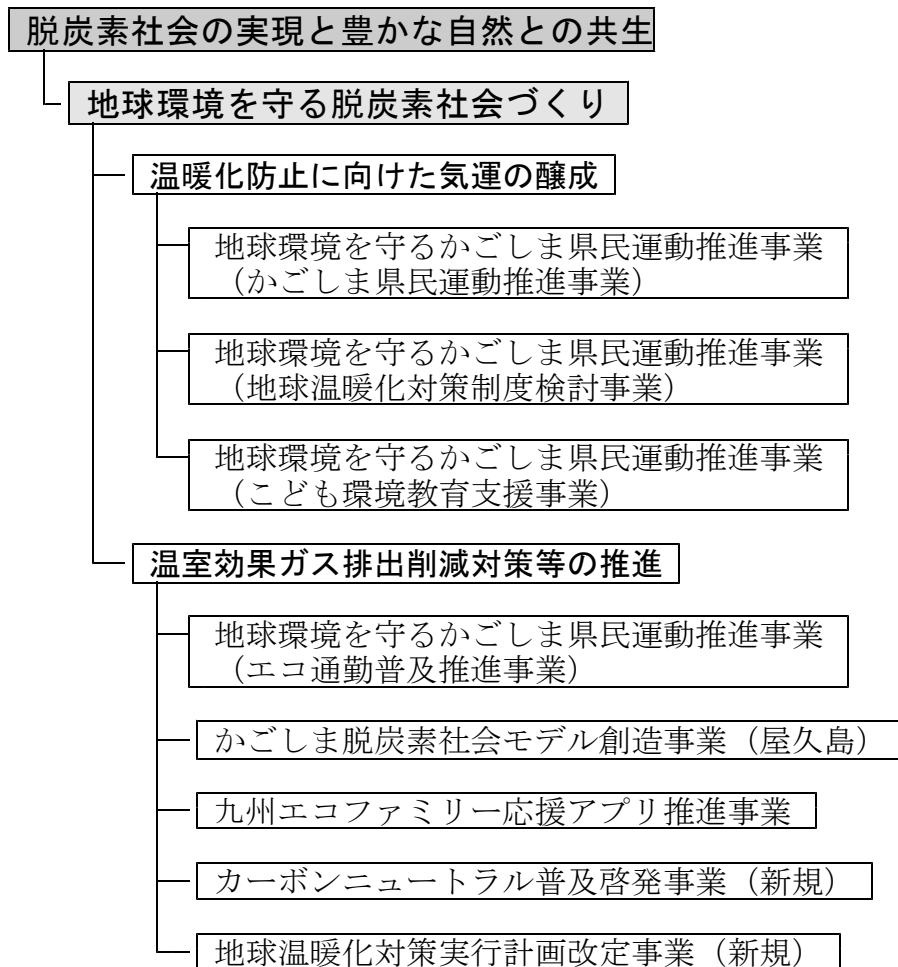 脱炭素社会の実現と豊かな自然との共生
地球環境を守る脱炭素社会づくり
温暖化防止に向けた気運の醸成
地球環境を守るかごしま県民運動推進事業
（かごしま県民運動推進事業）
地球環境を守るかごしま県民運動推進事業
（地球温暖化対策制度検討事業）
地球環境を守るかごしま県民運動推進事業
（こども環境教育支援事業）
温室効果ガス排出削減対策等の推進
地球環境を守るかごしま県民運動推進事業
（エコ通勤普及推進事業）
かごしま脱炭素社会モデル創造事業（屋久島）
九州エコファミリー応援アプリ推進事業
カーボンニュートラル普及啓発事業（新規）
地球温暖化対策実行計画改定事業（新規）